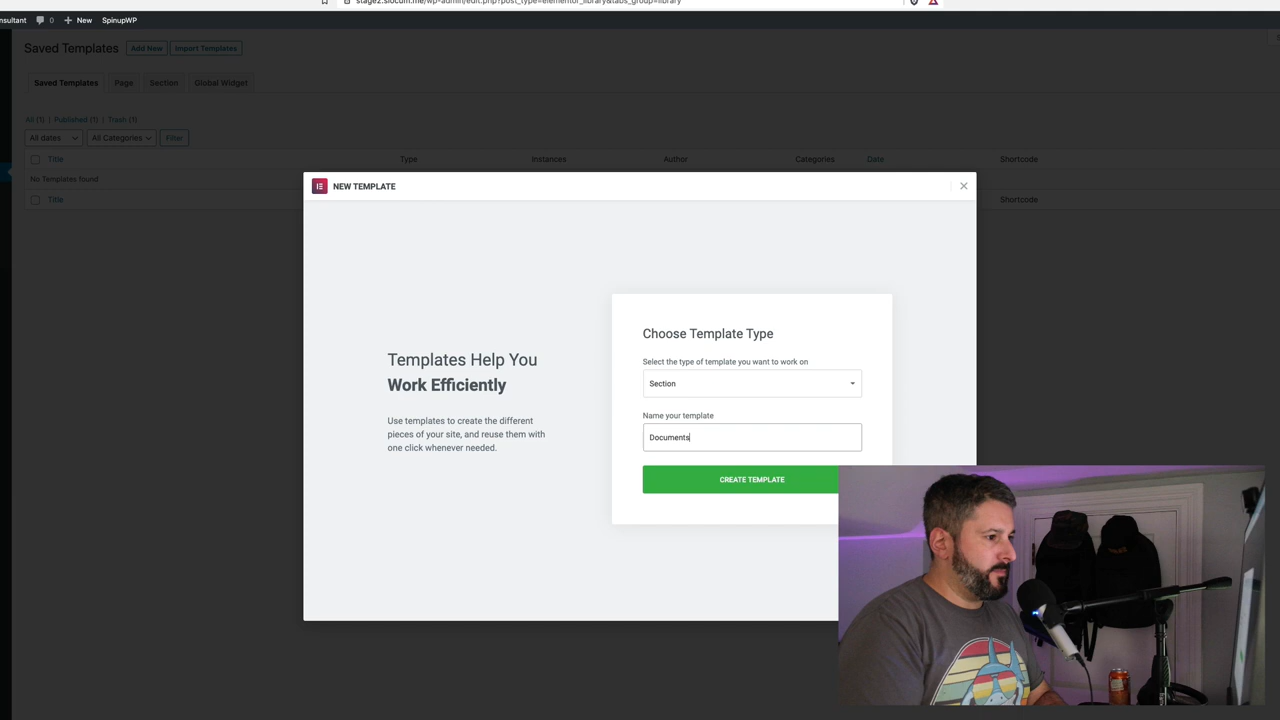 stage2.slocum.me/wp-admin/edit.php?post_type=elementor_library&tabs_group=library
nsultant 0 + New SpinupWP
Saved Templates Add New Import Templates
Saved Templates Page Section Global Widget
All (1) | Published (1) | Trash (1)
All dates All Categories Filter
Title Type Instances Author Categories Date Shortcode
No Templates found
Title Shortcode
NEW TEMPLATE
Templates Help You
Work Efficiently
Use templates to create the different
pieces of your site, and reuse them with
one click whenever needed.
Choose Template Type
Select the type of template you want to work on
Section
Name your template
Documents
CREATE TEMPLATE